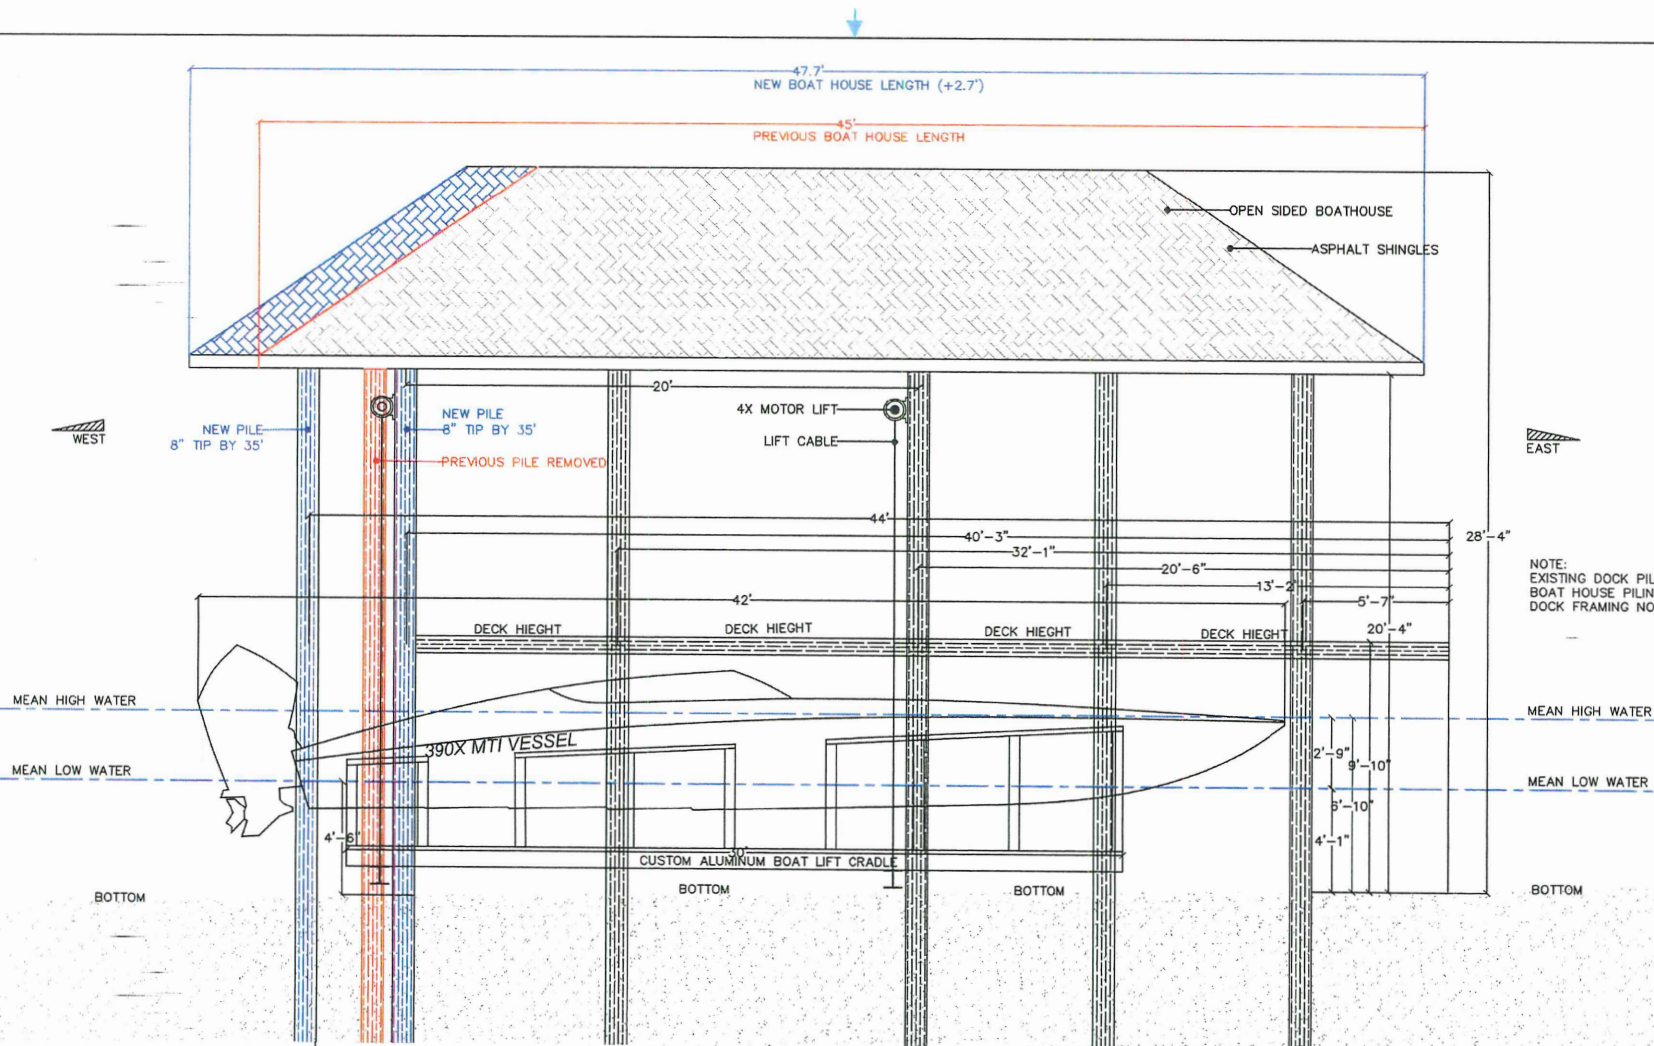 47.7'
NEW BOAT HOUSE LENGTH (+2.7')
45'
PREVIOUS BOAT HOUSE LENGTH
OPEN SIDED BOATHOUSE
ASPHALT SHINGLES
20'
4X MOTOR LIFT
LIFT CABLE
NEW PILE
8" TIP BY 35'
NEW PILE
8" TIP BY 35'
PREVIOUS PILE REMOVED
WEST
EAST
44'
40'-3"
32'-1"
20'-6"
13'-2
5'-7"
28'-4"
20'-4"
42'
NOTE:
EXISTING DOCK PIL
BOAT HOUSE PILIN
DOCK FRAMING NO
DECK HIEGHT
DECK HIEGHT
DECK HIEGHT
DECK HIEGHT
MEAN HIGH WATER
MEAN HIGH WATER
390X MTI VESSEL
MEAN LOW WATER
MEAN LOW WATER
2'-9"
9'-10"
6'-10"
4'-1"
4'-6"
30'
CUSTOM ALUMINUM BOAT LIFT CRADLE
BOTTOM
BOTTOM
BOTTOM
BOTTOM